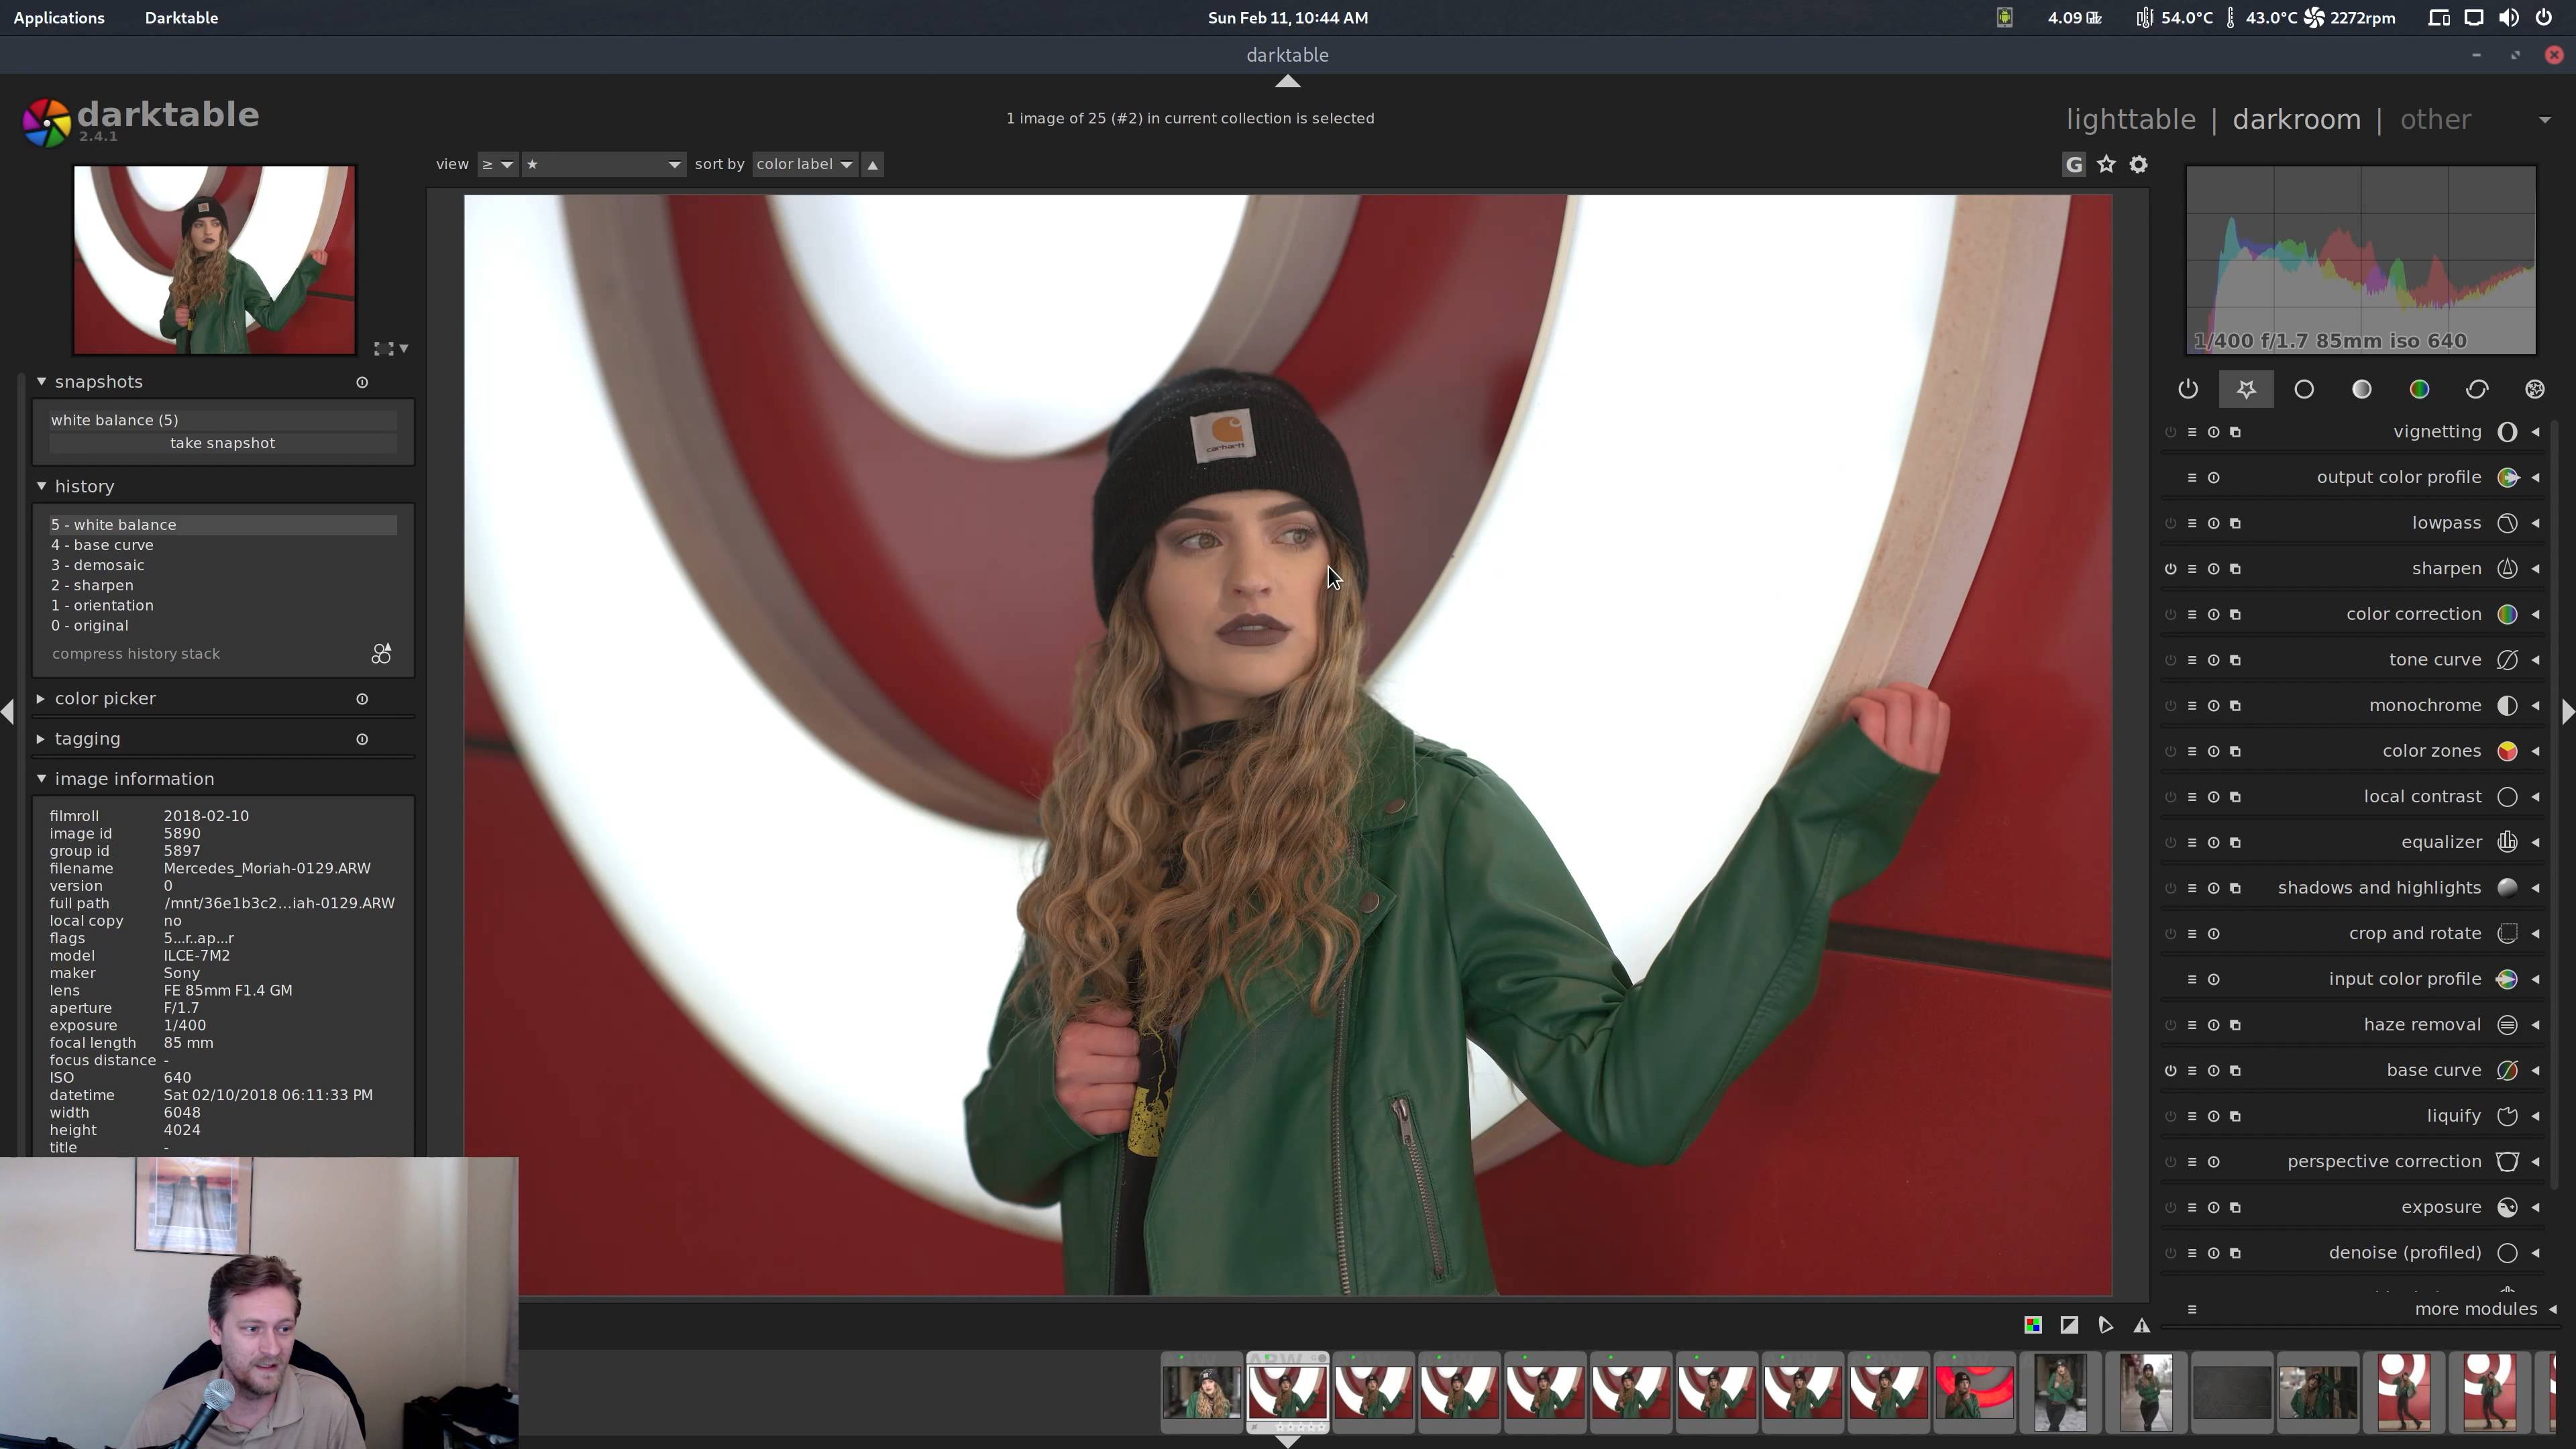 Applications Darktable Sun Feb 11, 10:44 AM 4.09 54.0°C 43.0°C 2272rpm
darktable
darktable
2.4.1
1 image of 25 (#2) in current collection is selected
lighttable | darkroom | other
view ≥ ★ sort by color label
G
1/400 f/1.7 85mm iso 640
snapshots
white balance (5)
take snapshot
history
5 - white balance
4 - base curve
3 - demosaic
2 - sharpen
1 - orientation
0 - original
compress history stack
color picker
tagging
image information
filmroll 2018-02-10
image id 5890
group id 5897
filename Mercedes_Moriah-0129.ARW
version 0
full path /mnt/36e1b3c2...iah-0129.ARW
local copy no
flags 5...r..ap...r
model ILCE-7M2
maker Sony
lens FE 85mm F1.4 GM
aperture F/1.7
exposure 1/400
focal length 85 mm
focus distance -
ISO 640
datetime Sat 02/10/2018 06:11:33 PM
width 6048
height 4024
title -
carhartt
vignetting
output color profile
lowpass
sharpen
color correction
tone curve
monochrome
color zones
local contrast
equalizer
shadows and highlights
crop and rotate
input color profile
haze removal
base curve
liquify
perspective correction
exposure
denoise (profiled)
more modules
ARW